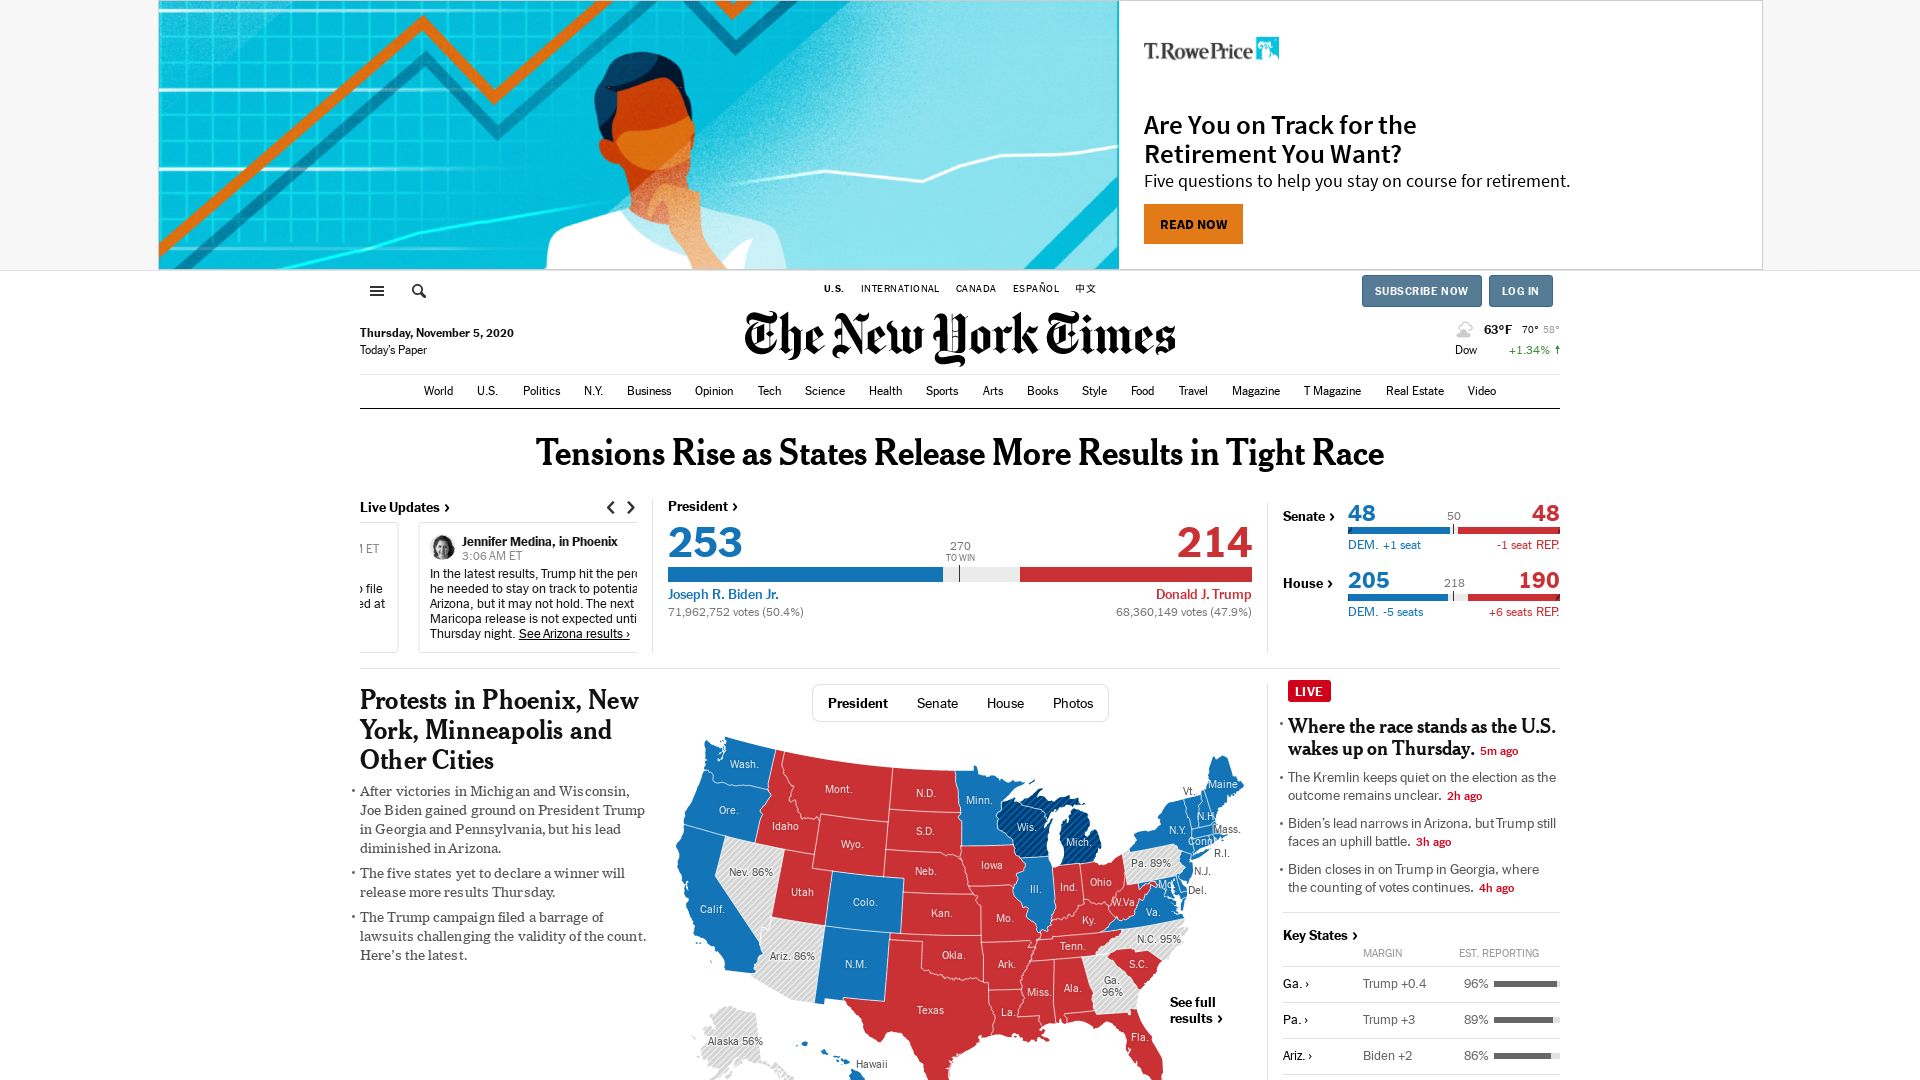 T.RowePrice
Are You on Track for the
Retirement You Want?
Five questions to help you stay on course for retirement.
READ NOW
U.S. INTERNATIONAL CANADA ESPAÑOL 中文
SUBSCRIBE NOW LOG IN
Thursday, November 5, 2020
Today's Paper
The New York Times
63°F 70° 58°
Dow +1.34% ↑
World U.S. Politics N.Y. Business Opinion Tech Science Health Sports Arts Books Style Food Travel Magazine T Magazine Real Estate Video
Tensions Rise as States Release More Results in Tight Race
Live Updates ›
ET
file
ed at
Jennifer Medina, in Phoenix
3:06 AM ET
In the latest results, Trump hit the perc
he needed to stay on track to potentia
Arizona, but it may not hold. The next
Maricopa release is not expected unti
Thursday night. See Arizona results ›
President ›
253 214
270
TO WIN
Joseph R. Biden Jr. Donald J. Trump
71,962,752 votes (50.4%) 68,360,149 votes (47.9%)
Senate › 48 50 48
DEM. +1 seat -1 seat REP.
House › 205 218 190
DEM. -5 seats +6 seats REP.
Protests in Phoenix, New
York, Minneapolis and
Other Cities
• After victories in Michigan and Wisconsin,
Joe Biden gained ground on President Trump
in Georgia and Pennsylvania, but his lead
diminished in Arizona.
• The five states yet to declare a winner will
release more results Thursday.
• The Trump campaign filed a barrage of
lawsuits challenging the validity of the count.
Here's the latest.
President Senate House Photos
Wash.
Mont.
N.D.
Minn.
Vt.
Maine
Ore.
Idaho
S.D.
Wis.
Mich.
N.Y.
N.H.
Mass.
Wyo.
Conn.
R.I.
Nev. 86%
Neb.
Iowa
Pa. 89%
N.J.
Utah
Colo.
Ill.
Ind.
Ohio
Md.
Del.
Calif.
Kan.
Mo.
W.Va.
Va.
Ky.
N.C. 95%
Tenn.
Ariz. 86%
N.M.
Okla.
Ark.
S.C.
Miss.
Ala.
Ga.
96%
Texas
La.
Fla.
Alaska 56%
Hawaii
See full
results ›
LIVE
• Where the race stands as the U.S.
wakes up on Thursday. 5m ago
• The Kremlin keeps quiet on the election as the
outcome remains unclear. 2h ago
• Biden's lead narrows in Arizona, but Trump still
faces an uphill battle. 3h ago
• Biden closes in on Trump in Georgia, where
the counting of votes continues. 4h ago
Key States ›
MARGIN EST. REPORTING
Ga. › Trump +0.4 96%
Pa. › Trump +3 89%
Ariz. › Biden +2 86%